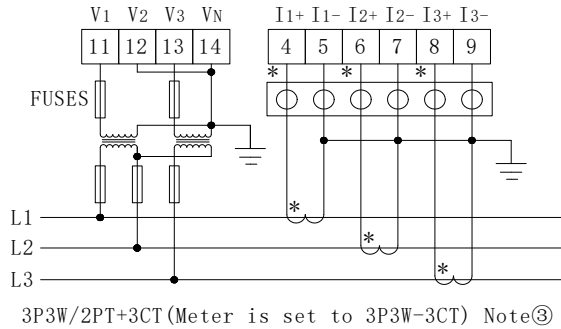 V1 V2 V3 VN I1+ I1- I2+ I2- I3+ I3-
11 12 13 14 4 5 6 7 8 9
* * *
FUSES
*
L1
*
L2
*
L3
3P3W/2PT+3CT(Meter is set to 3P3W-3CT) Note③